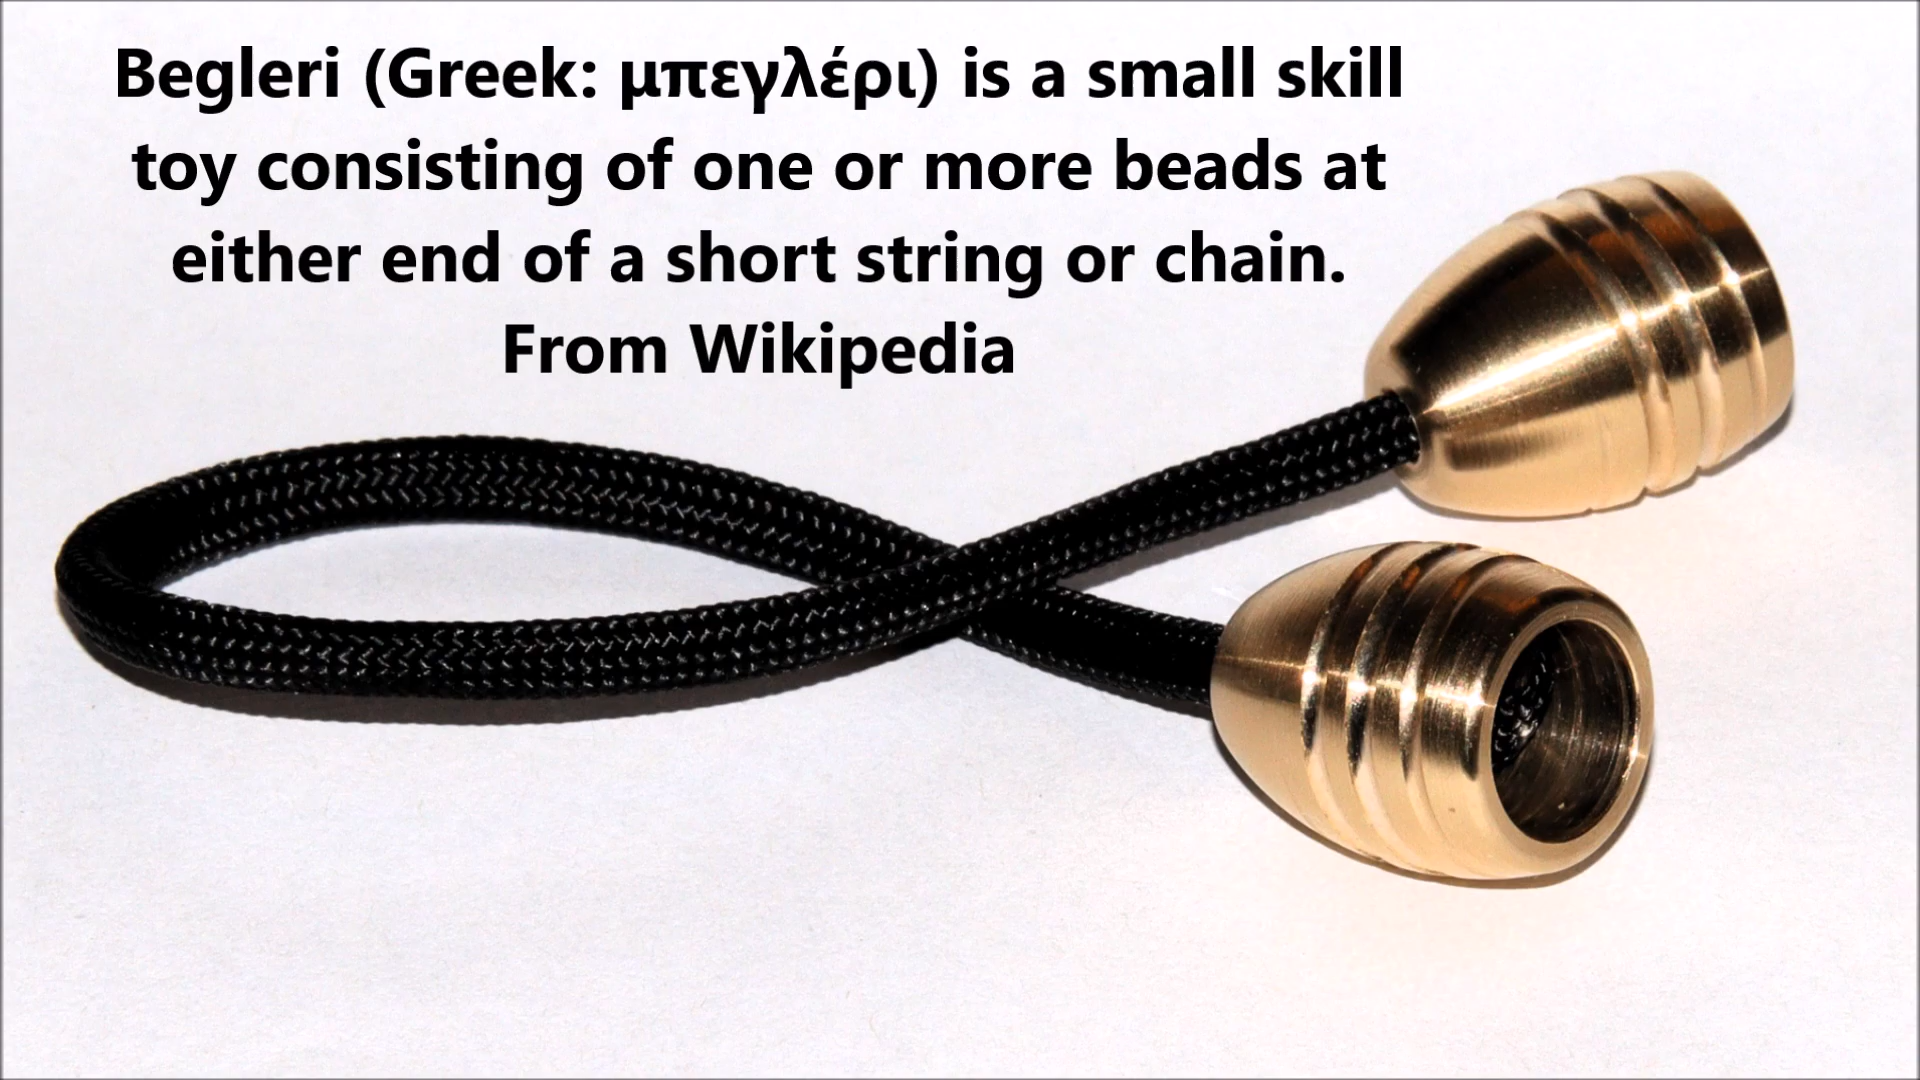 Begleri (Greek: μπεγλέρι) is a small skill
toy consisting of one or more beads at
either end of a short string or chain.
From Wikipedia